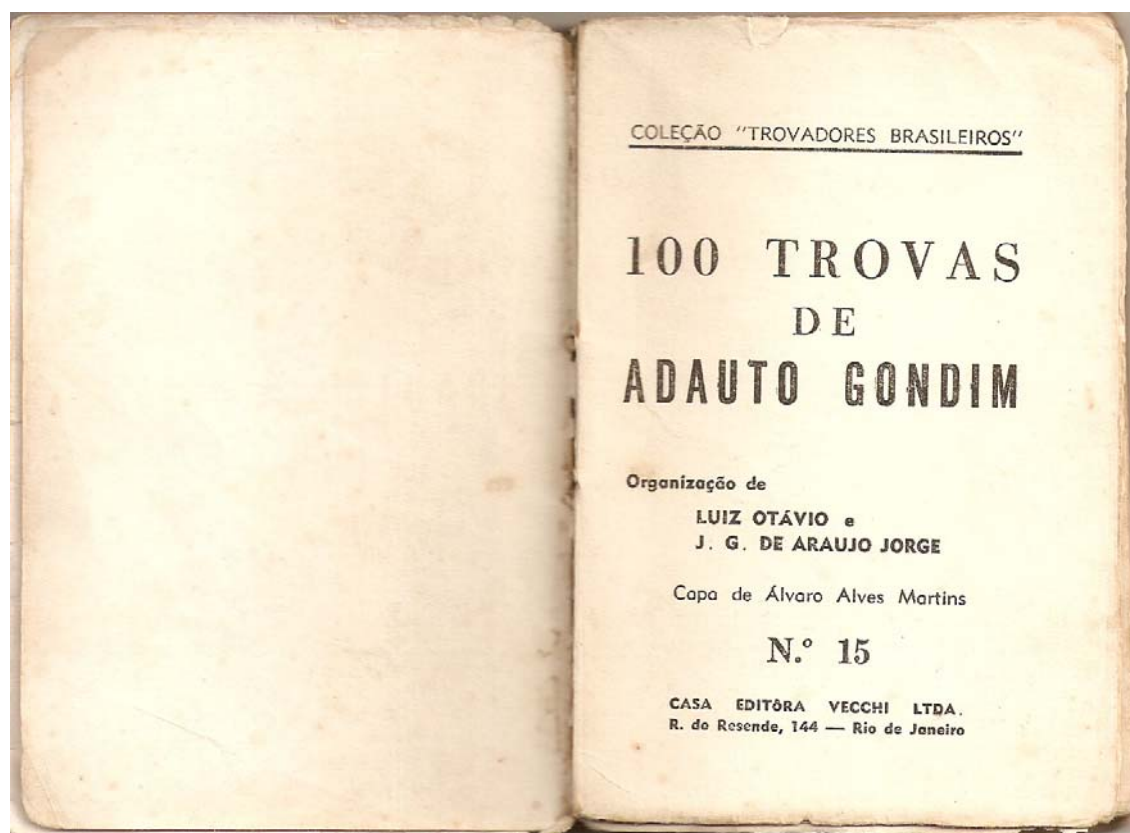 COLEÇÃO "TROVADORES BRASILEIROS"
100 TROVAS
DE
ADAUTO GONDIM
Organização de
LUIZ OTÁVIO e
J. G. DE ARAUJO JORGE
Capa de Álvaro Alves Martins
N.º 15
CASA EDITÔRA VECCHI LTDA.
R. do Resende, 144 — Rio de Janeiro